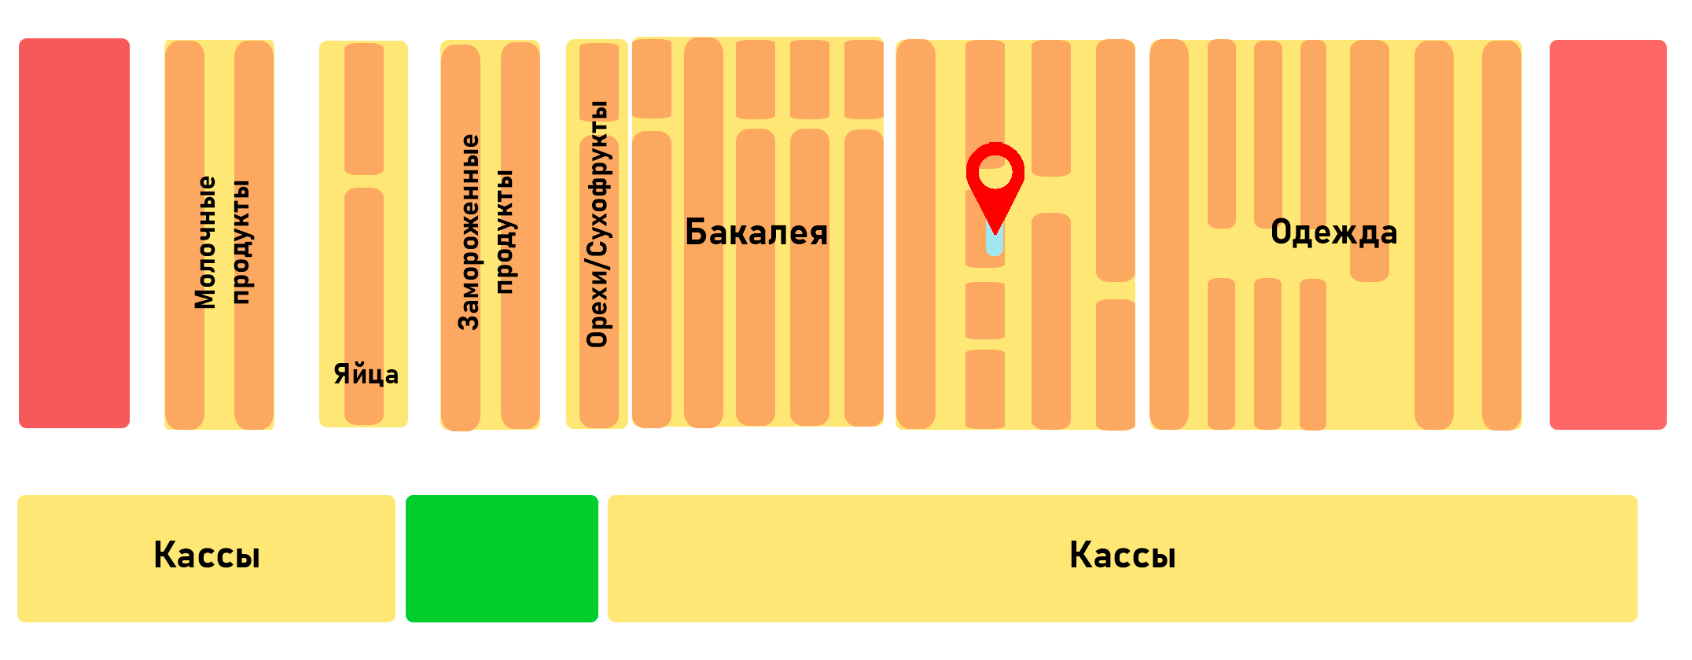 Молочные
продукты
Яйца
Замороженные
продукты
Орехи/Сухофрукты
Бакалея
Одежда
Кассы
Кассы